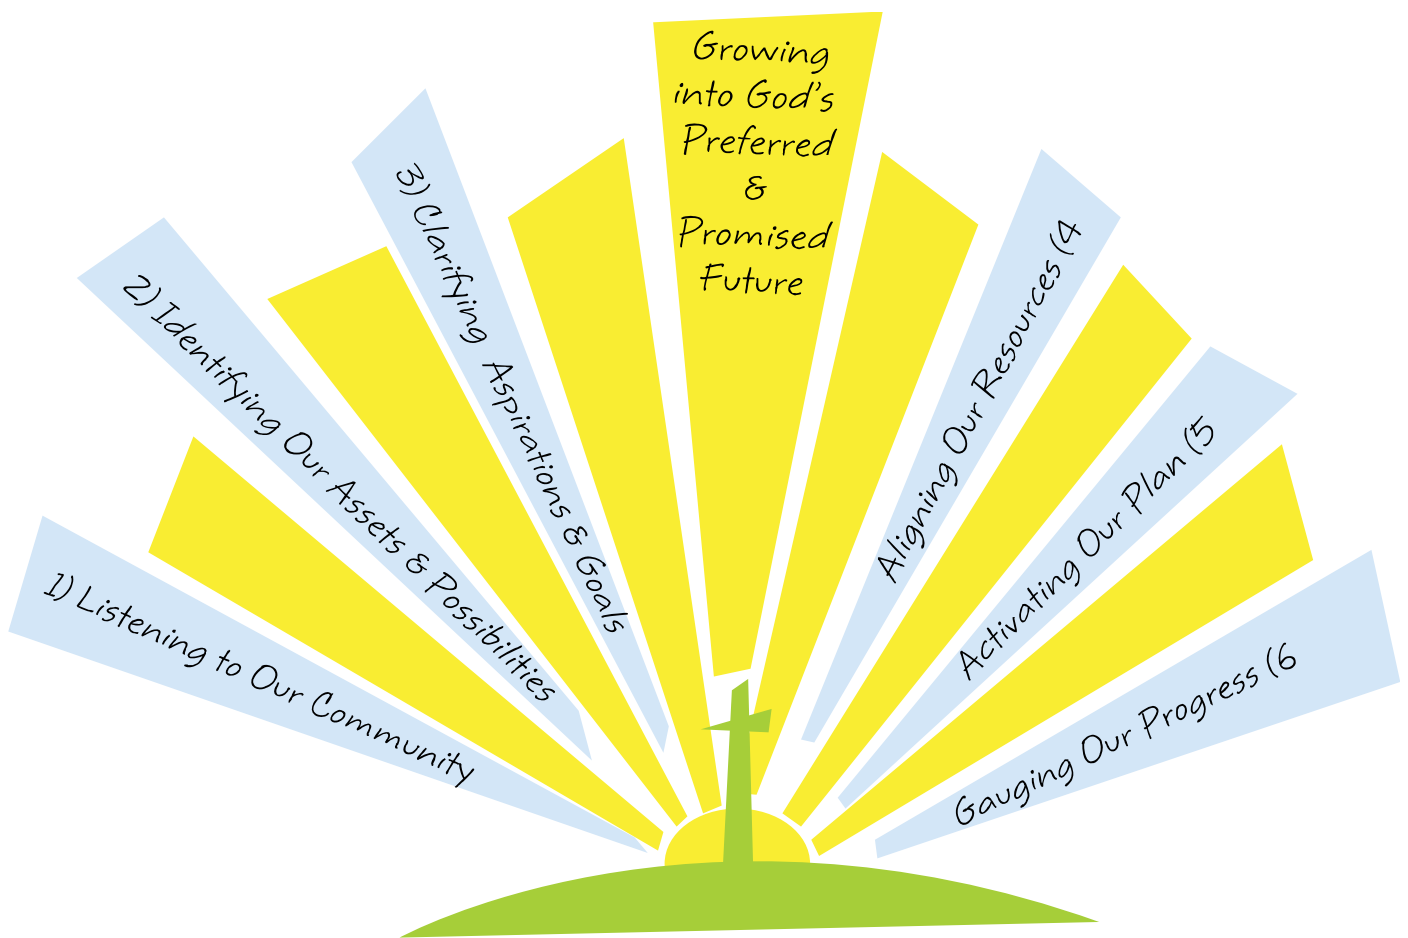 Growing
into God's
Preferred
&
Promised
Future
1) Listening to Our Community
2) Identifying Our Assets & Possibilities
3) Clarifying Aspirations & Goals
Aligning Our Resources (4
Activating Our Plan (5
Gauging Our Progress (6